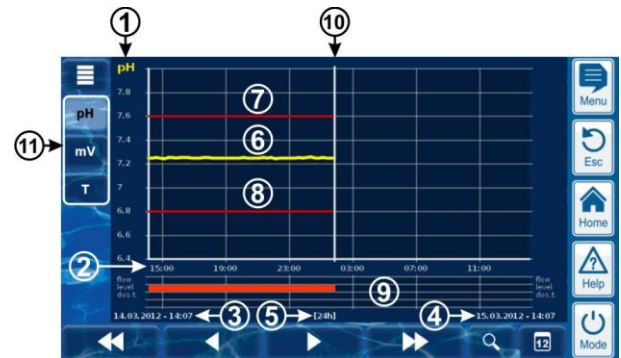 1
10
pH
7.8
7
7.6
Menu
pH
6
7.4
11
mV
7.2
Esc
T
7
8
6.8
6.6
Home
6.4
2
15:00 19:00 23:00 03:00 07:00 11:00
flow flow
level 9 level
dos.t. dos.t.
Help
14.03.2012 - 14:07 3 5 [24h] 4 15.03.2012 - 14:07
12
Mode